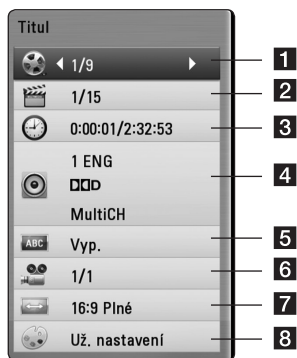 Titul
1/9
1
1/15
2
0:00:01/2:32:53
3
1 ENG
DD D
MultiCH
4
ABC
Vyp.
5
1/1
6
16:9 Plné
7
Už. nastavení
8